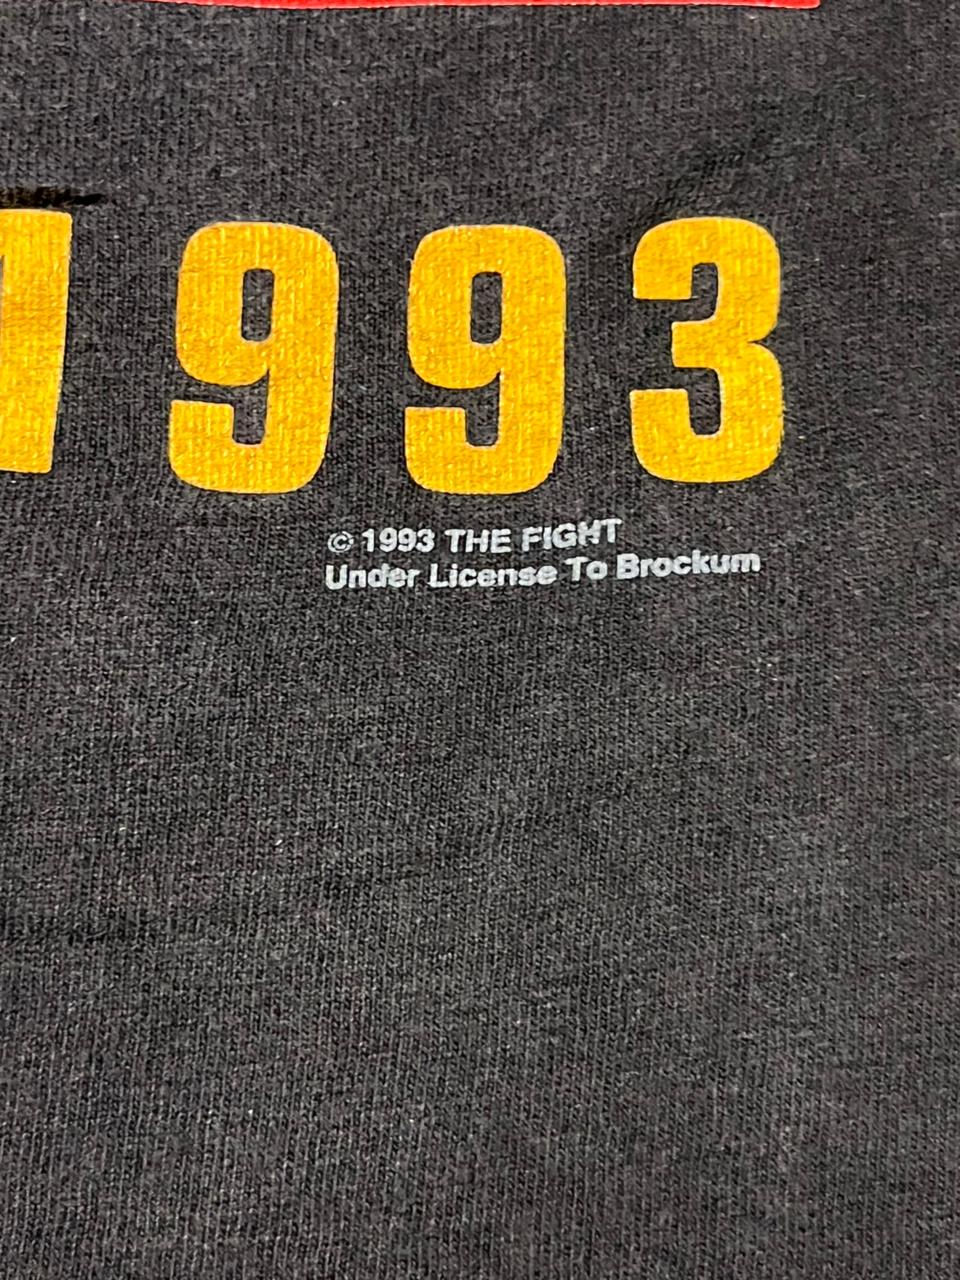 1993
© 1993 THE FIGHT
Under License To Brockum